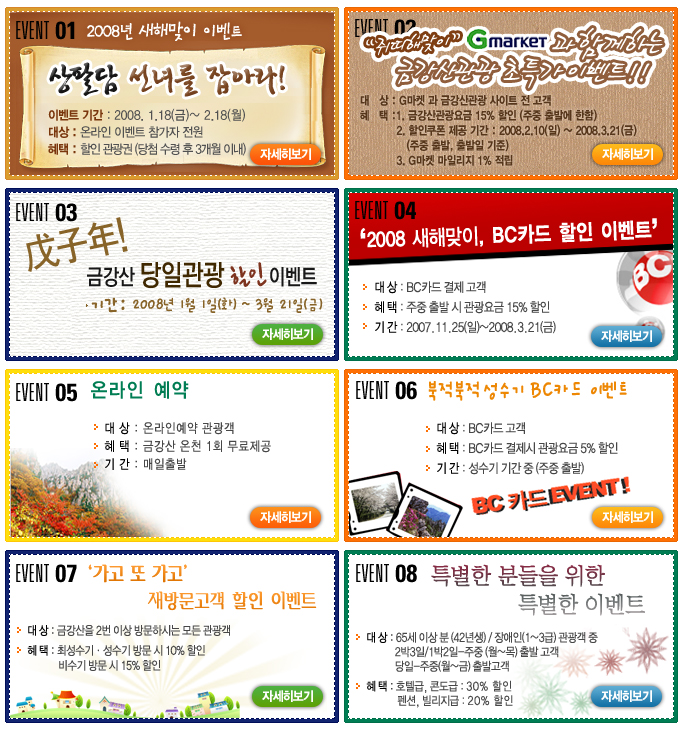 EVENT 01 2008년 새해맞이 이벤트
상팔담 선녀를 잡아라!
이벤트 기간 : 2008. 1.18(금)~ 2.18(월)
대상 : 온라인 이벤트 참가자 전원
혜택 : 할인 관광권 (당첨 수령 후 3개월 이내)
자세히보기
EVENT 02
"쥐띠해맞이" Gmarket 과 함께하는
금강산관광 초특가 이벤트!!
대 상 : G마켓 과 금강산관광 사이트 전 고객
혜 택 : 1. 금강산관광요금 15% 할인 (주중 출발에 한함)
2. 할인쿠폰 제공 기간 : 2008.2.10(일) ~ 2008.3.21(금)
(주중 출발, 출발일 기준)
3. G마켓 마일리지 1% 적립
자세히보기
EVENT 03
戊子年!
금강산 당일관광 할인 이벤트
·기간 : 2008년 1월 1일(화) ~ 3월 21일(금)
자세히보기
EVENT 04
'2008 새해맞이, BC카드 할인 이벤트'
BC
대 상 : BC카드 결제 고객
혜 택 : 주중 출발 시 관광요금 15% 할인
기 간 : 2007.11.25(일)~2008.3.21(금)
자세히보기
EVENT 05 온라인 예약
대 상 : 온라인예약 관광객
혜 택 : 금강산 온천 1회 무료제공
기 간 : 매일출발
자세히보기
EVENT 06 북적북적 성수기 BC카드 이벤트
대 상 : BC카드 고객
혜 택 : BC카드 결제시 관광요금 5% 할인
기 간 : 성수기 기간 중 (주중 출발)
BC 카드 EVENT!
자세히보기
EVENT 07 '가고 또 가고'
재방문고객 할인 이벤트
대 상 : 금강산을 2번 이상 방문하시는 모든 관광객
혜 택 : 최성수기 · 성수기 방문 시 10% 할인
비수기 방문 시 15% 할인
자세히보기
EVENT 08 특별한 분들을 위한
특별한 이벤트
대 상 : 65세 이상 분 (42년생) / 장애인(1~3급) 관광객 중
2박3일/1박2일-주중 (월~목) 출발 고객
당일-주중(월~금) 출발고객
혜 택 : 호텔급, 콘도급 : 30% 할인
펜션, 빌리지급 : 20% 할인
자세히보기